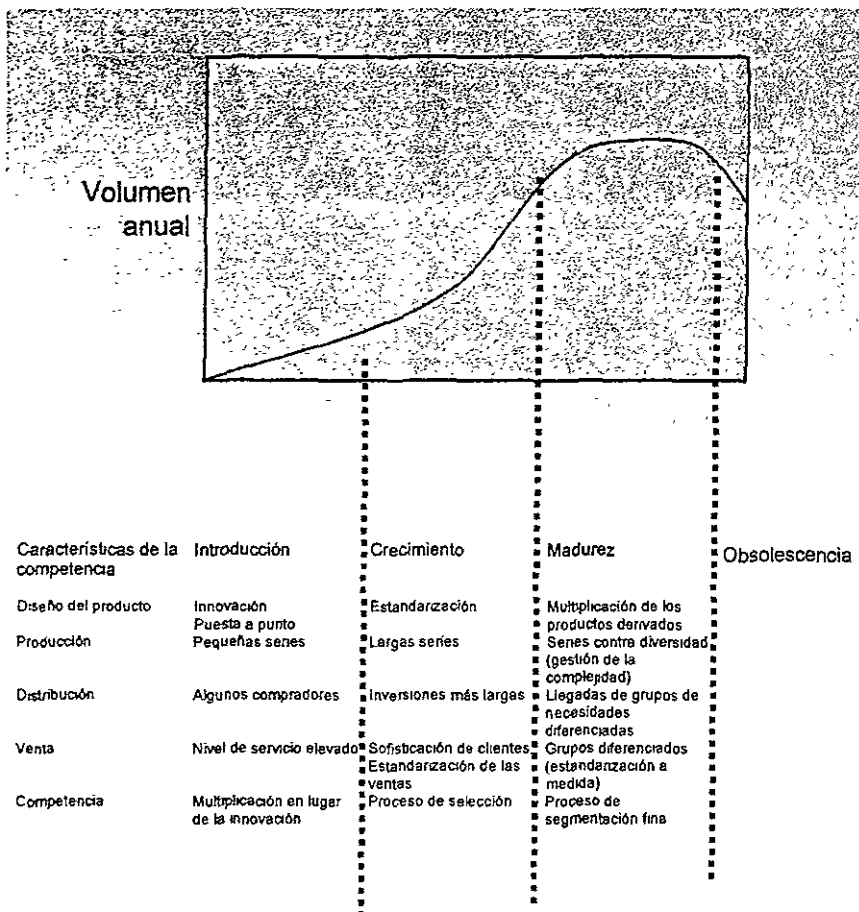 Volumen
anual
Características de la competencia Introducción Crecimiento Madurez Obsolescencia
Diseño del producto Innovación Estandarización Multiplicación de los
Puesta a punto productos derivados
Producción Pequeñas series Largas series Series contra diversidad
(gestión de la
complejidad)
Distribución Algunos compradores Inversiones más largas Llegadas de grupos de
necesidades
diferenciadas
Venta Nivel de servicio elevado Sofisticación de clientes Grupos diferenciados
Estandarización de las (estandarización a
ventas medida)
Competencia Multiplicación en lugar Proceso de selección Proceso de
de la innovación segmentación fina